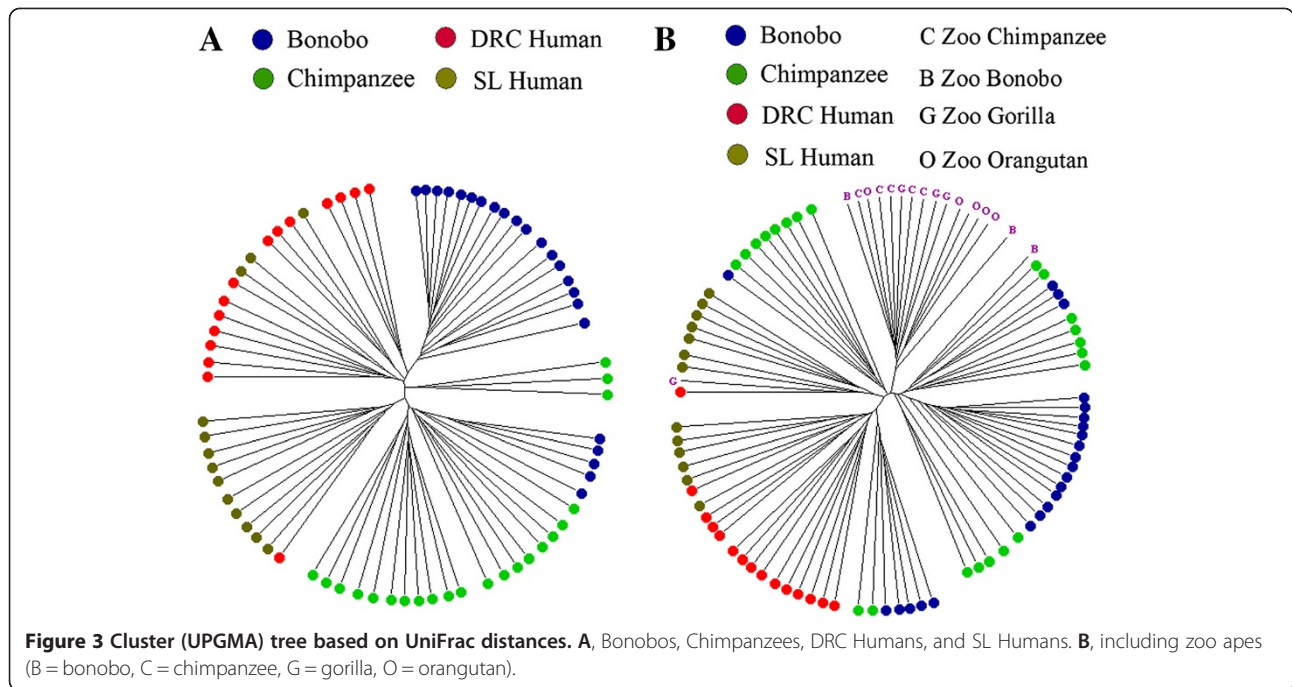 A
Bonobo
DRC Human
Chimpanzee
SL Human
B
Bonobo
C Zoo Chimpanzee
Chimpanzee
B Zoo Bonobo
DRC Human
G Zoo Gorilla
SL Human
O Zoo Orangutan
B C O C C G C C G G O O O O B B
G
Figure 3 Cluster (UPGMA) tree based on UniFrac distances. A, Bonobos, Chimpanzees, DRC Humans, and SL Humans. B, including zoo apes
(B = bonobo, C = chimpanzee, G = gorilla, O = orangutan).